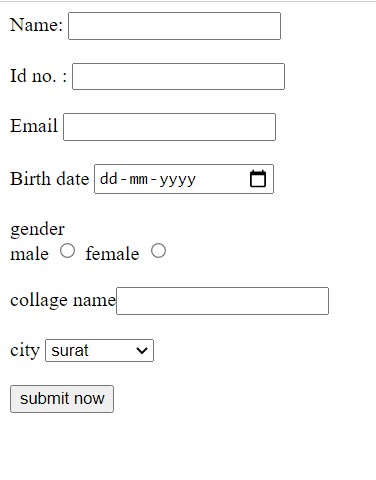 Name:
Id no. :
Email
Birth date dd-mm-yyyy
gender
male female
collage name
city surat
submit now